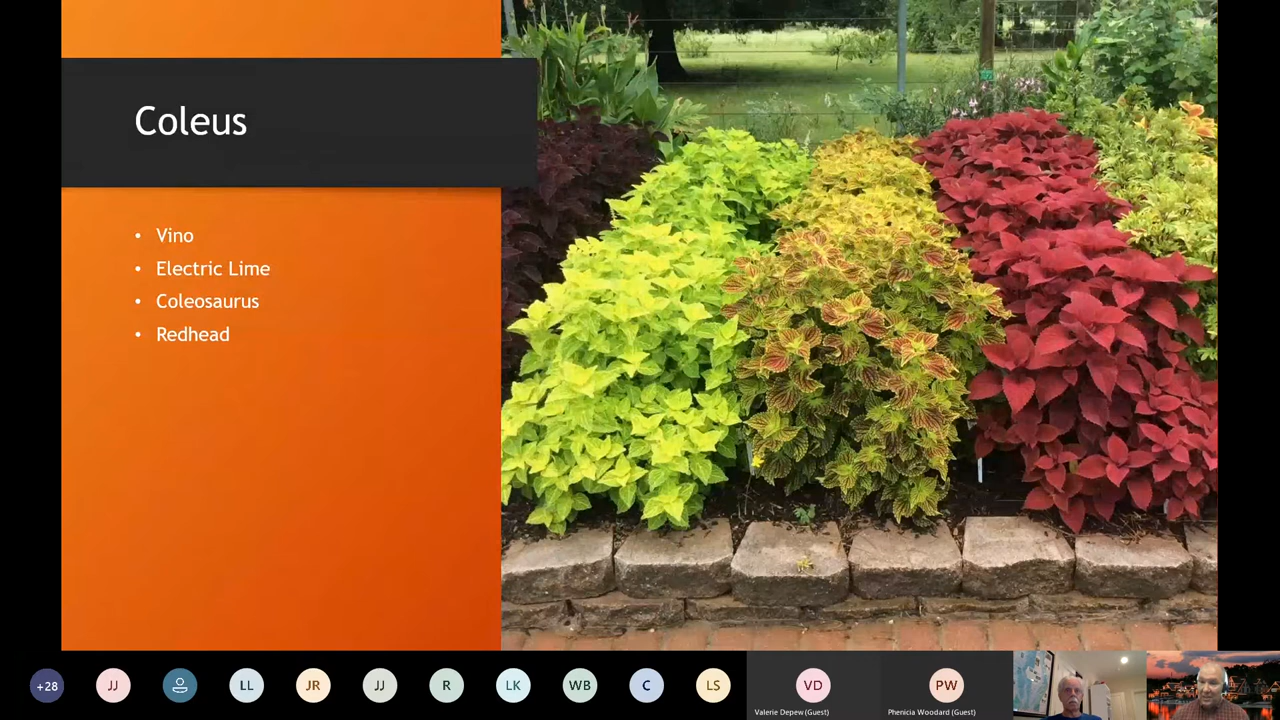 Coleus
• Vino
• Electric Lime
• Coleosaurus
• Redhead
+28
JJ
LL
JR
JJ
R
LK
WB
C
LS
VD
PW
Valerie Depew (Guest)
Phenicia Woodard (Guest)